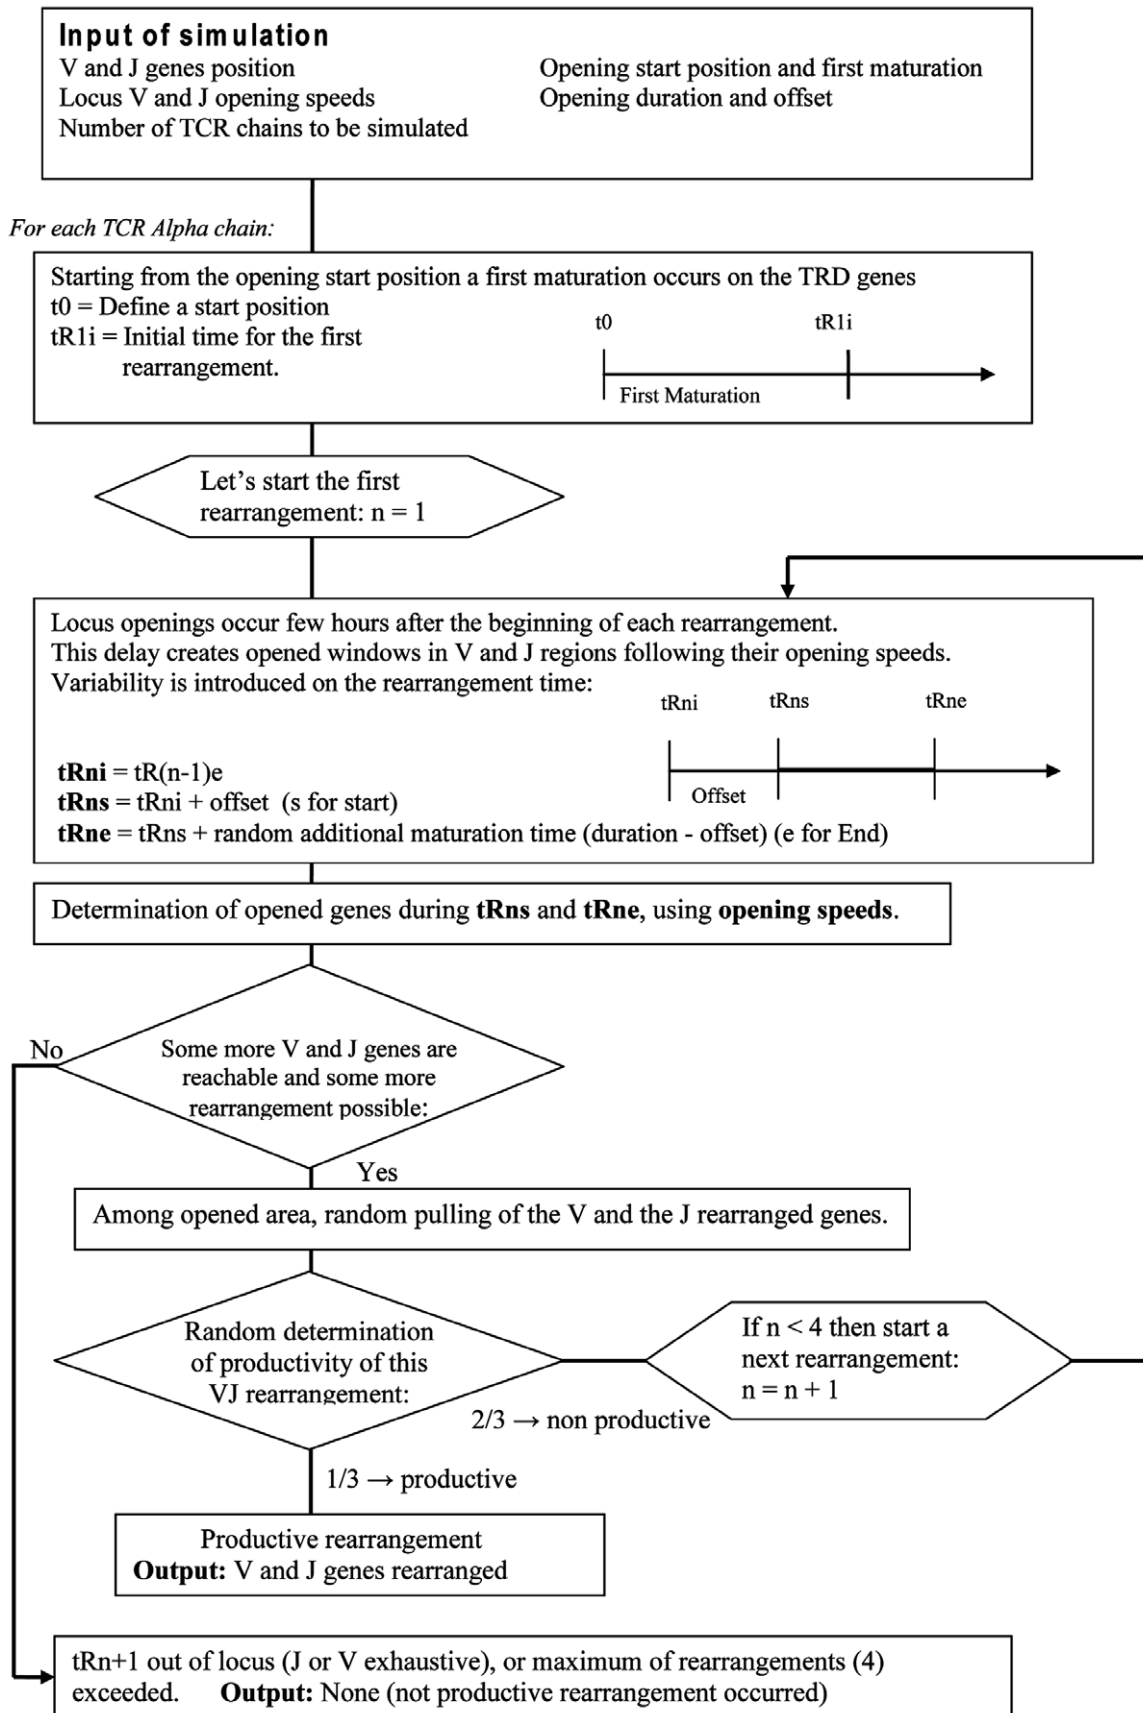 Input of simulation
V and J genes position
Opening start position and first maturation
Locus V and J opening speeds
Opening duration and offset
Number of TCR chains to be simulated
For each TCR Alpha chain:
Starting from the opening start position a first maturation occurs on the TRD genes
t0 = Define a start position
tR1i = Initial time for the first
rearrangement.
t0
tR1i
First Maturation
Let’s start the first
rearrangement: n = 1
Locus openings occur few hours after the beginning of each rearrangement.
This delay creates opened windows in V and J regions following their opening speeds.
Variability is introduced on the rearrangement time:
tRni
tRns
tRne
Offset
tRni = tR(n-1)e
tRns = tRni + offset (s for start)
tRne = tRns + random additional maturation time (duration - offset) (e for End)
Determination of opened genes during tRns and tRne, using opening speeds.
No
Some more V and J genes are
reachable and some more
rearrangement possible:
Yes
Among opened area, random pulling of the V and the J rearranged genes.
Random determination
of productivity of this
VJ rearrangement:
If n < 4 then start a
next rearrangement:
n = n + 1
2/3 → non productive
1/3 → productive
Productive rearrangement
Output: V and J genes rearranged
tRn+1 out of locus (J or V exhaustive), or maximum of rearrangements (4)
exceeded. Output: None (not productive rearrangement occurred)